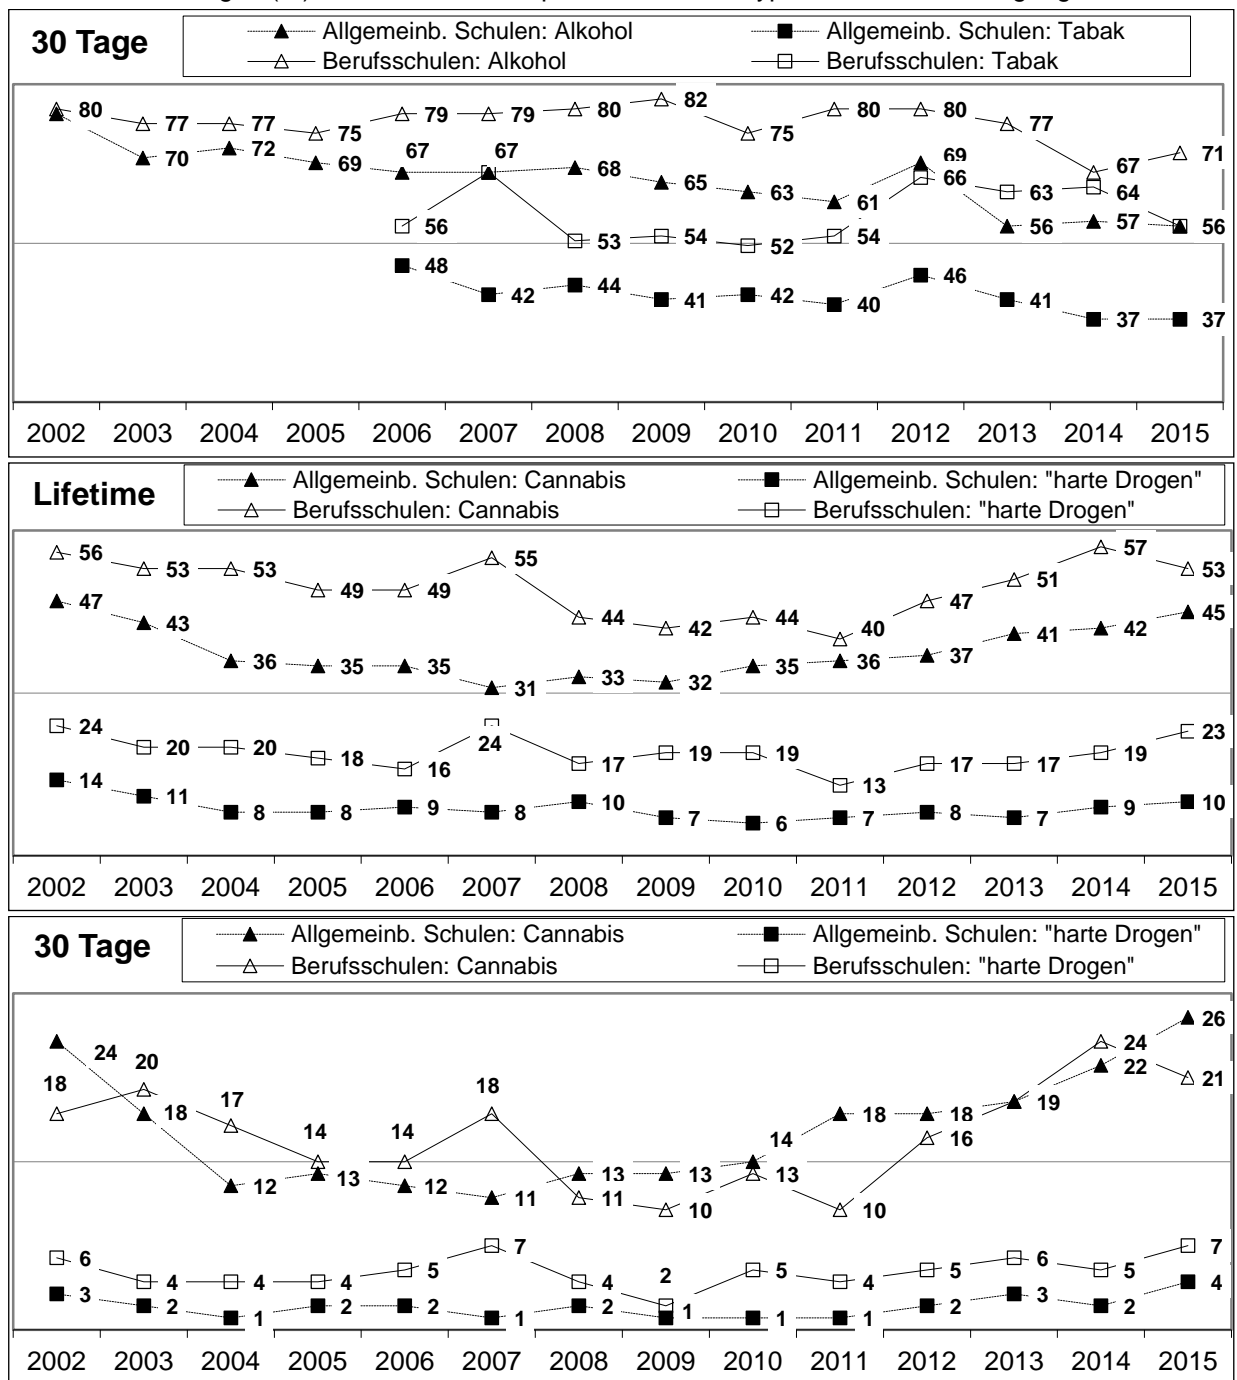 30 Tage
Allgemeinb. Schulen: Alkohol Allgemeinb. Schulen: Tabak
Berufsschulen: Alkohol Berufsschulen: Tabak
80 77 77 75 79 79 80 82 75 80 80 77 67 71
70 72 69 67 67 68 65 63 61 69 56 57 56
56 53 54 52 54 66 63 64
48 42 44 41 42 40 46 41 37 37
2002 2003 2004 2005 2006 2007 2008 2009 2010 2011 2012 2013 2014 2015
Lifetime
Allgemeinb. Schulen: Cannabis Allgemeinb. Schulen: "harte Drogen"
Berufsschulen: Cannabis Berufsschulen: "harte Drogen"
56 53 53 49 49 55 44 42 44 40 47 51 57 53
47 43 36 35 35 31 33 32 35 36 37 41 42 45
24 20 20 18 16 24 17 19 19 13 17 17 19 23
14 11 8 8 9 8 10 7 6 7 8 7 9 10
2002 2003 2004 2005 2006 2007 2008 2009 2010 2011 2012 2013 2014 2015
30 Tage
Allgemeinb. Schulen: Cannabis Allgemeinb. Schulen: "harte Drogen"
Berufsschulen: Cannabis Berufsschulen: "harte Drogen"
24 18 12 13 12 11 13 13 14 18 18 19 22 26
18 20 17 14 14 18 11 10 13 10 16 24 21
6 4 4 4 5 7 4 2 5 4 5 6 5 7
3 2 1 2 2 1 2 1 1 1 2 3 2 4
2002 2003 2004 2005 2006 2007 2008 2009 2010 2011 2012 2013 2014 2015